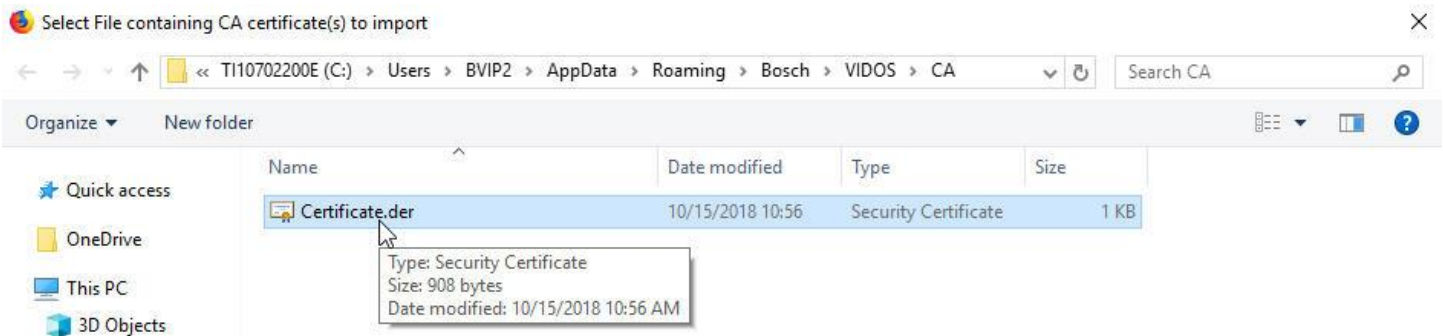 Select File containing CA certificate(s) to import
« TI10702200E (C:) > Users > BVIP2 > AppData > Roaming > Bosch > VIDOS > CA
Search CA
Organize
New folder
Name
Date modified
Type
Size
Quick access
Certificate.der
10/15/2018 10:56
Security Certificate
1 KB
OneDrive
Type: Security Certificate
Size: 908 bytes
Date modified: 10/15/2018 10:56 AM
This PC
3D Objects